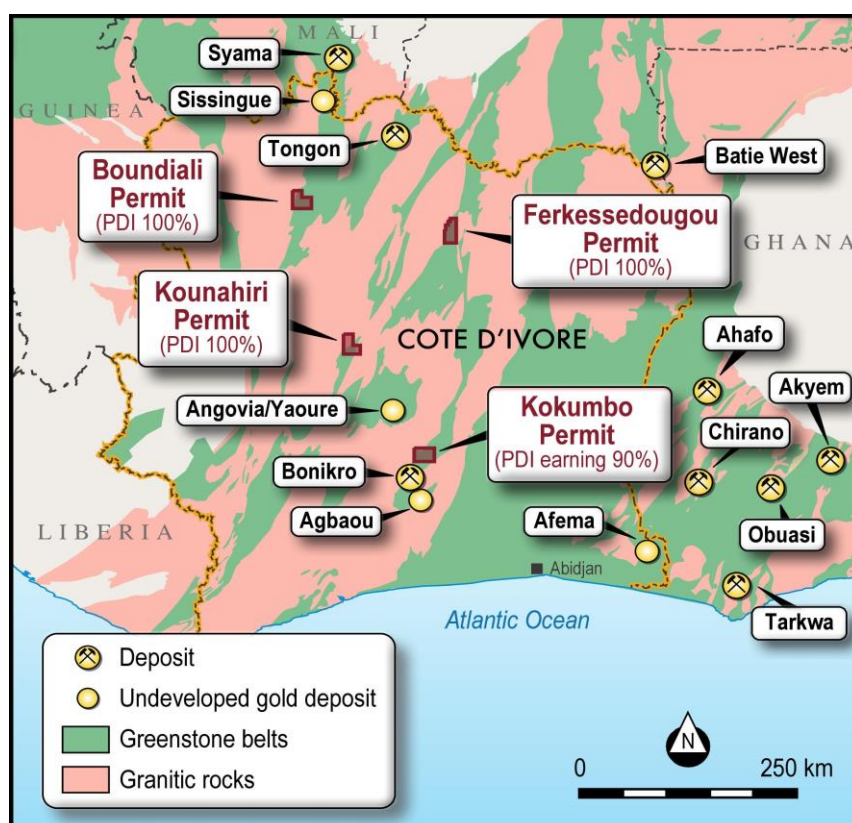 MALI
Syama
GUINEA
Sissingue
Tongon
Batie West
Boundiali
Permit
(PDI 100%)
Ferkessedougou
Permit
(PDI 100%)
GHANA
Kounahiri
Permit
(PDI 100%)
COTE D'IVORE
Ahafo
Akyem
Angovia/Yaoure
Kokumbo
Permit
(PDI earning 90%)
Chirano
Bonikro
Agbaou
LIBERIA
Afema
Obuasi
Abidjan
Tarkwa
Atlantic Ocean
Deposit
Undeveloped gold deposit
Greenstone belts
Granitic rocks
N
0 250 km